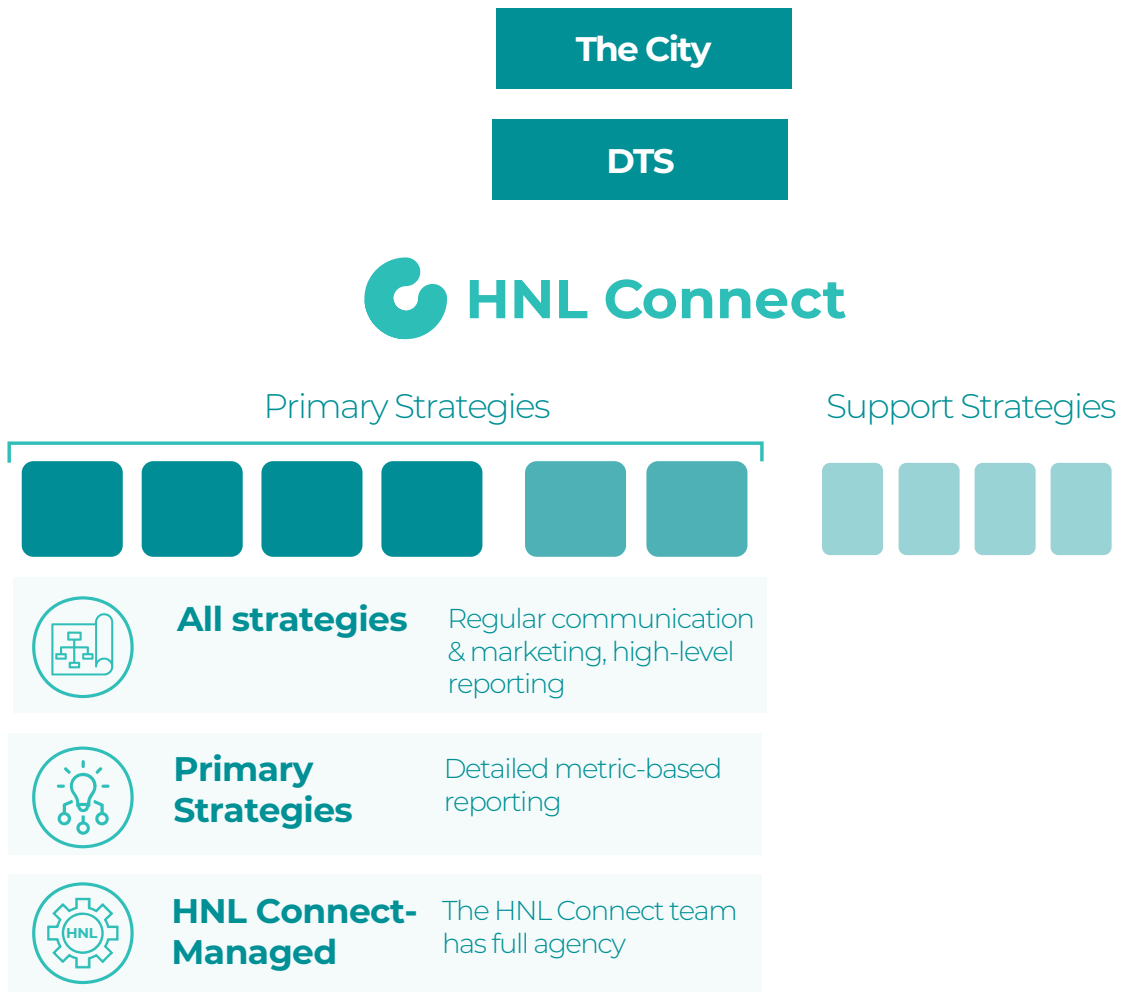 The City
DTS
HNL Connect
Primary Strategies
Support Strategies
All strategies
Regular communication
& marketing, high-level
reporting
Primary
Strategies
Detailed metric-based
reporting
HNL
HNL Connect-
Managed
The HNL Connect team
has full agency